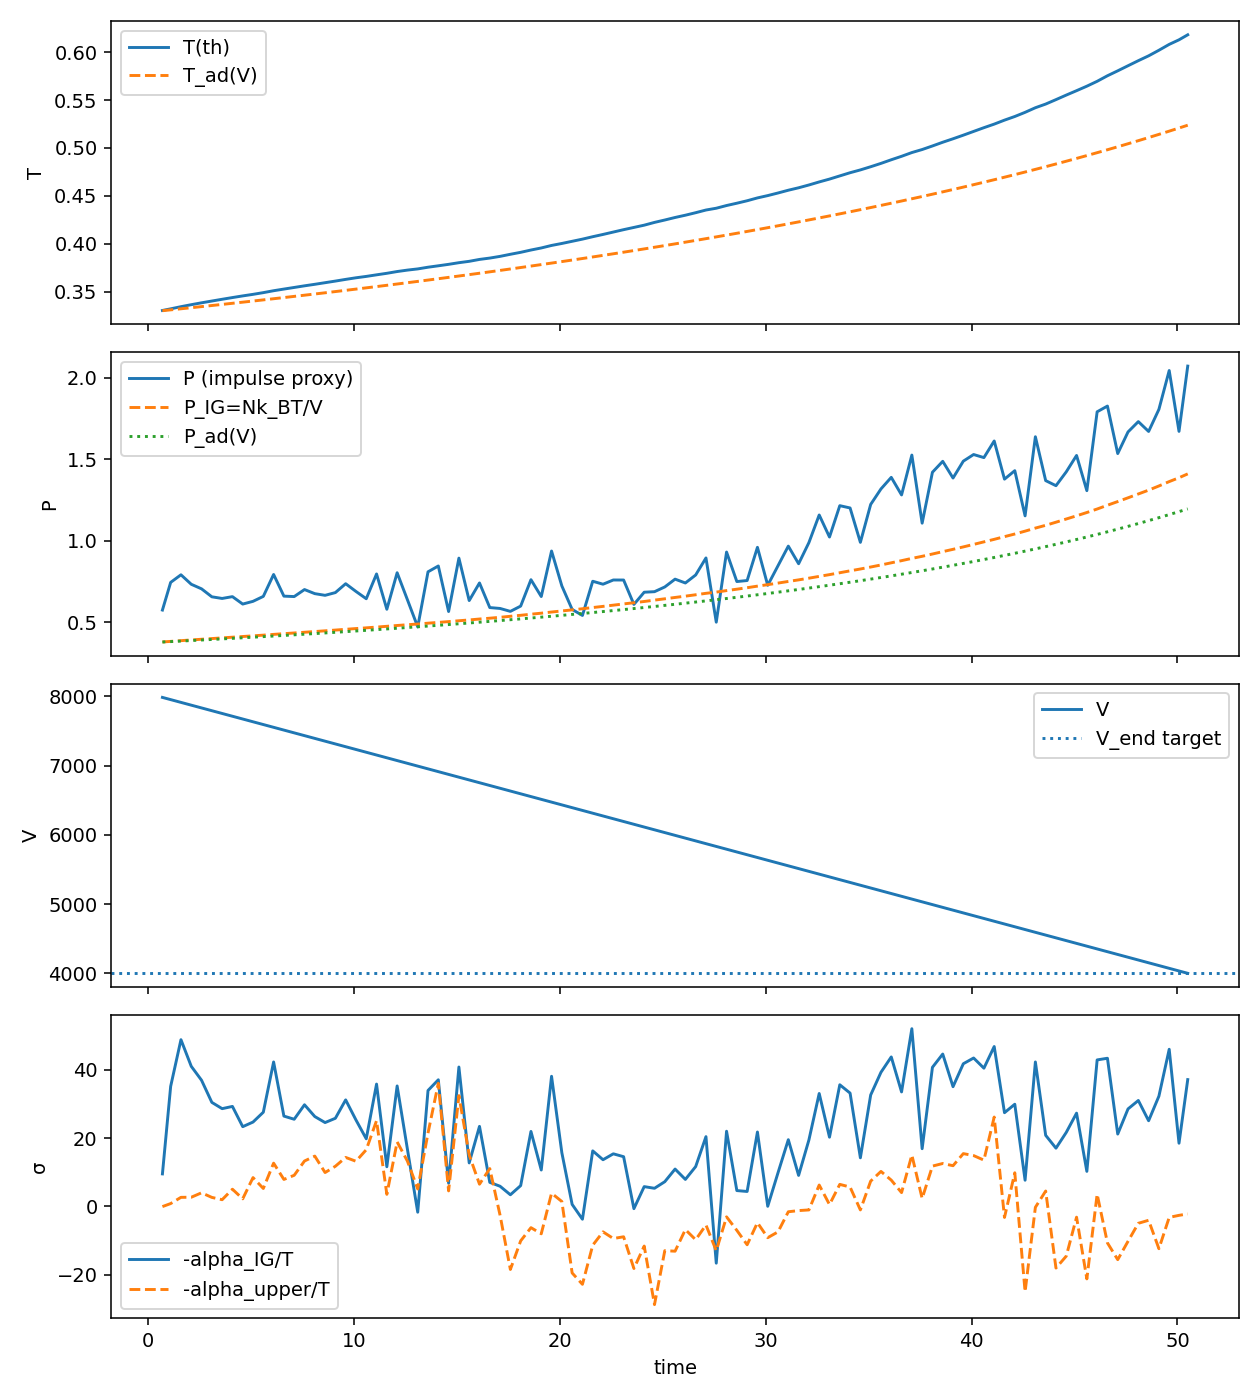 T(th)
T_ad(V)
T
0.60
0.55
0.50
0.45
0.40
0.35
P (impulse proxy)
P_IG=Nk_BT/V
P_ad(V)
P
2.0
1.5
1.0
0.5
V
V_end target
V
8000
7000
6000
5000
4000
σ
40
20
0
−20
-alpha_IG/T
-alpha_upper/T
0 10 20 30 40 50
time